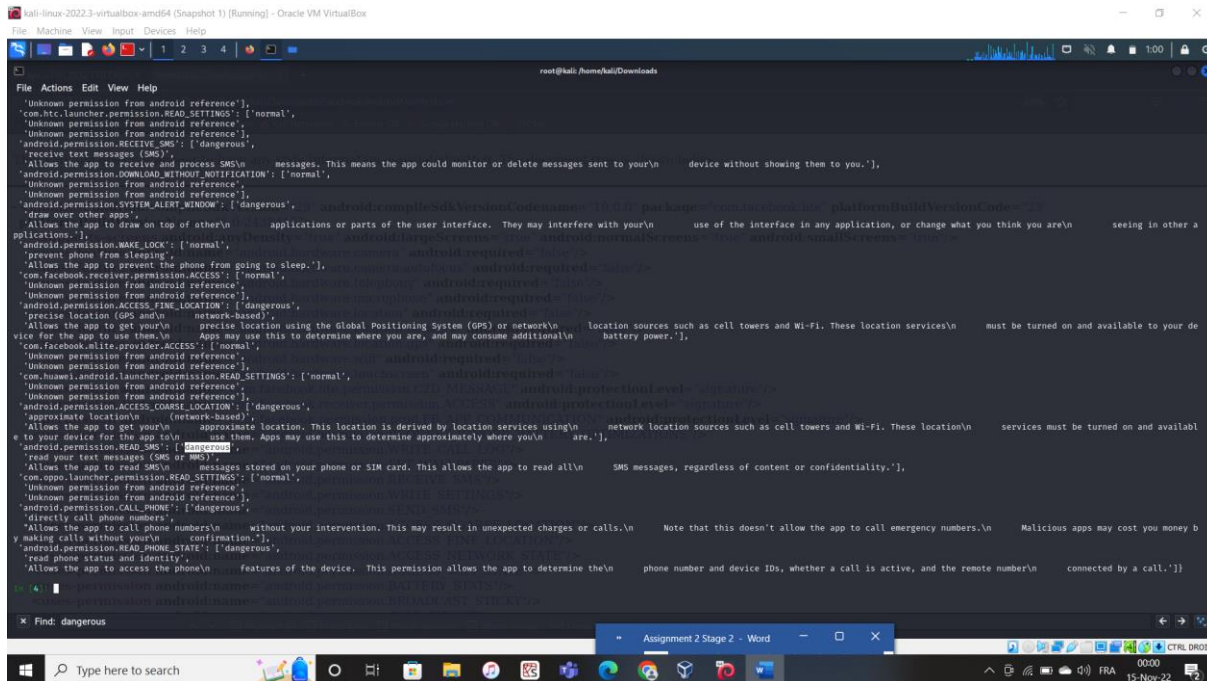 kali-linux-2022.3-virtualbox-amd64 (Snapshot 1) [Running] - Oracle VM VirtualBox
File Machine View Input Devices Help
1 2 3 4
1:00
root@kali: /home/kali/Downloads
File Actions Edit View Help
'Unknown permission from android reference'],
'com.htc.launcher.permission.READ_SETTINGS': ['normal',
'Unknown permission from android reference',
'Unknown permission from android reference'],
'android.permission.RECEIVE_SMS': ['dangerous',
'receive text messages (SMS)',
'Allows the app to receive and process SMS\n messages. This means the app could monitor or delete messages sent to your\n device without showing them to you.'],
'android.permission.DOWNLOAD_WITHOUT_NOTIFICATION': ['normal',
'Unknown permission from android reference',
'Unknown permission from android reference'],
'android.permission.SYSTEM_ALERT_WINDOW': ['dangerous',
'draw over other apps',
'Allows the app to draw on top of other\n applications or parts of the user interface. They may interfere with your\n use of the interface in any application, or change what you think you are\n seeing in other a
pplications.'],
'android.permission.WAKE_LOCK': ['normal',
'prevent phone from sleeping',
'Allows the app to prevent the phone from going to sleep.'],
'com.facebook.receiver.permission.ACCESS': ['normal',
'Unknown permission from android reference',
'Unknown permission from android reference'],
'android.permission.ACCESS_FINE_LOCATION': ['dangerous',
'precise location (GPS and\n network-based)',
'Allows the app to get your\n precise location using the Global Positioning System (GPS) or network\n location sources such as cell towers and Wi-Fi. These location services\n must be turned on and available to your de
vice for the app to use them.\n Apps may use this to determine where you are, and may consume additional\n battery power.'],
'com.facebook.mlite.provider.ACCESS': ['normal',
'Unknown permission from android reference',
'Unknown permission from android reference'],
'com.huawei.android.launcher.permission.READ_SETTINGS': ['normal',
'Unknown permission from android reference',
'Unknown permission from android reference'],
'android.permission.ACCESS_COARSE_LOCATION': ['dangerous',
'approximate location\n (network-based)',
'Allows the app to get your\n approximate location. This location is derived by location services using\n network location sources such as cell towers and Wi-Fi. These location\n services must be turned on and availabl
e to your device for the app to\n use them. Apps may use this to determine approximately where you\n are.'],
'android.permission.READ_SMS': ['dangerous',
'read your text messages (SMS or MMS)',
'Allows the app to read SMS\n messages stored on your phone or SIM card. This allows the app to read all\n SMS messages, regardless of content or confidentiality.'],
'com.oppo.launcher.permission.READ_SETTINGS': ['normal',
'Unknown permission from android reference',
'Unknown permission from android reference'],
'android.permission.CALL_PHONE': ['dangerous',
'directly call phone numbers',
"Allows the app to call phone numbers\n without your intervention. This may result in unexpected charges or calls.\n Note that this doesn't allow the app to call emergency numbers.\n Malicious apps may cost you money b
y making calls without your\n confirmation."],
'android.permission.READ_PHONE_STATE': ['dangerous',
'read phone status and identity',
'Allows the app to access the phone\n features of the device. This permission allows the app to determine the\n phone number and device IDs, whether a call is active, and the remote number\n connected by a call.']}
In [4]:
Find: dangerous
Assignment 2 Stage 2 - Word
CTRL DROI
Type here to search
FRA
00:00
15-Nov-22
2